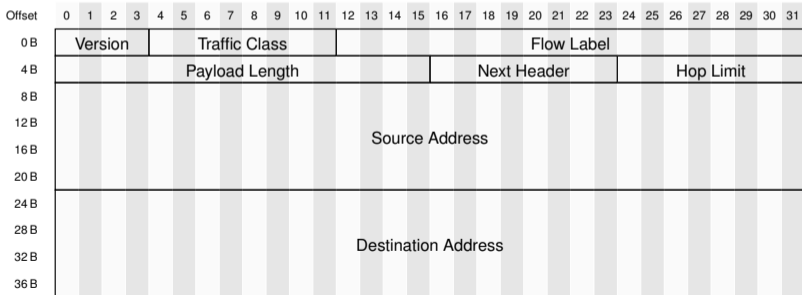 Offset 0 1 2 3 4 5 6 7 8 9 10 11 12 13 14 15 16 17 18 19 20 21 22 23 24 25 26 27 28 29 30 31
0 B Version Traffic Class Flow Label
4 B Payload Length Next Header Hop Limit
8 B
12 B
Source Address
16 B
20 B
24 B
28 B
Destination Address
32 B
36 B